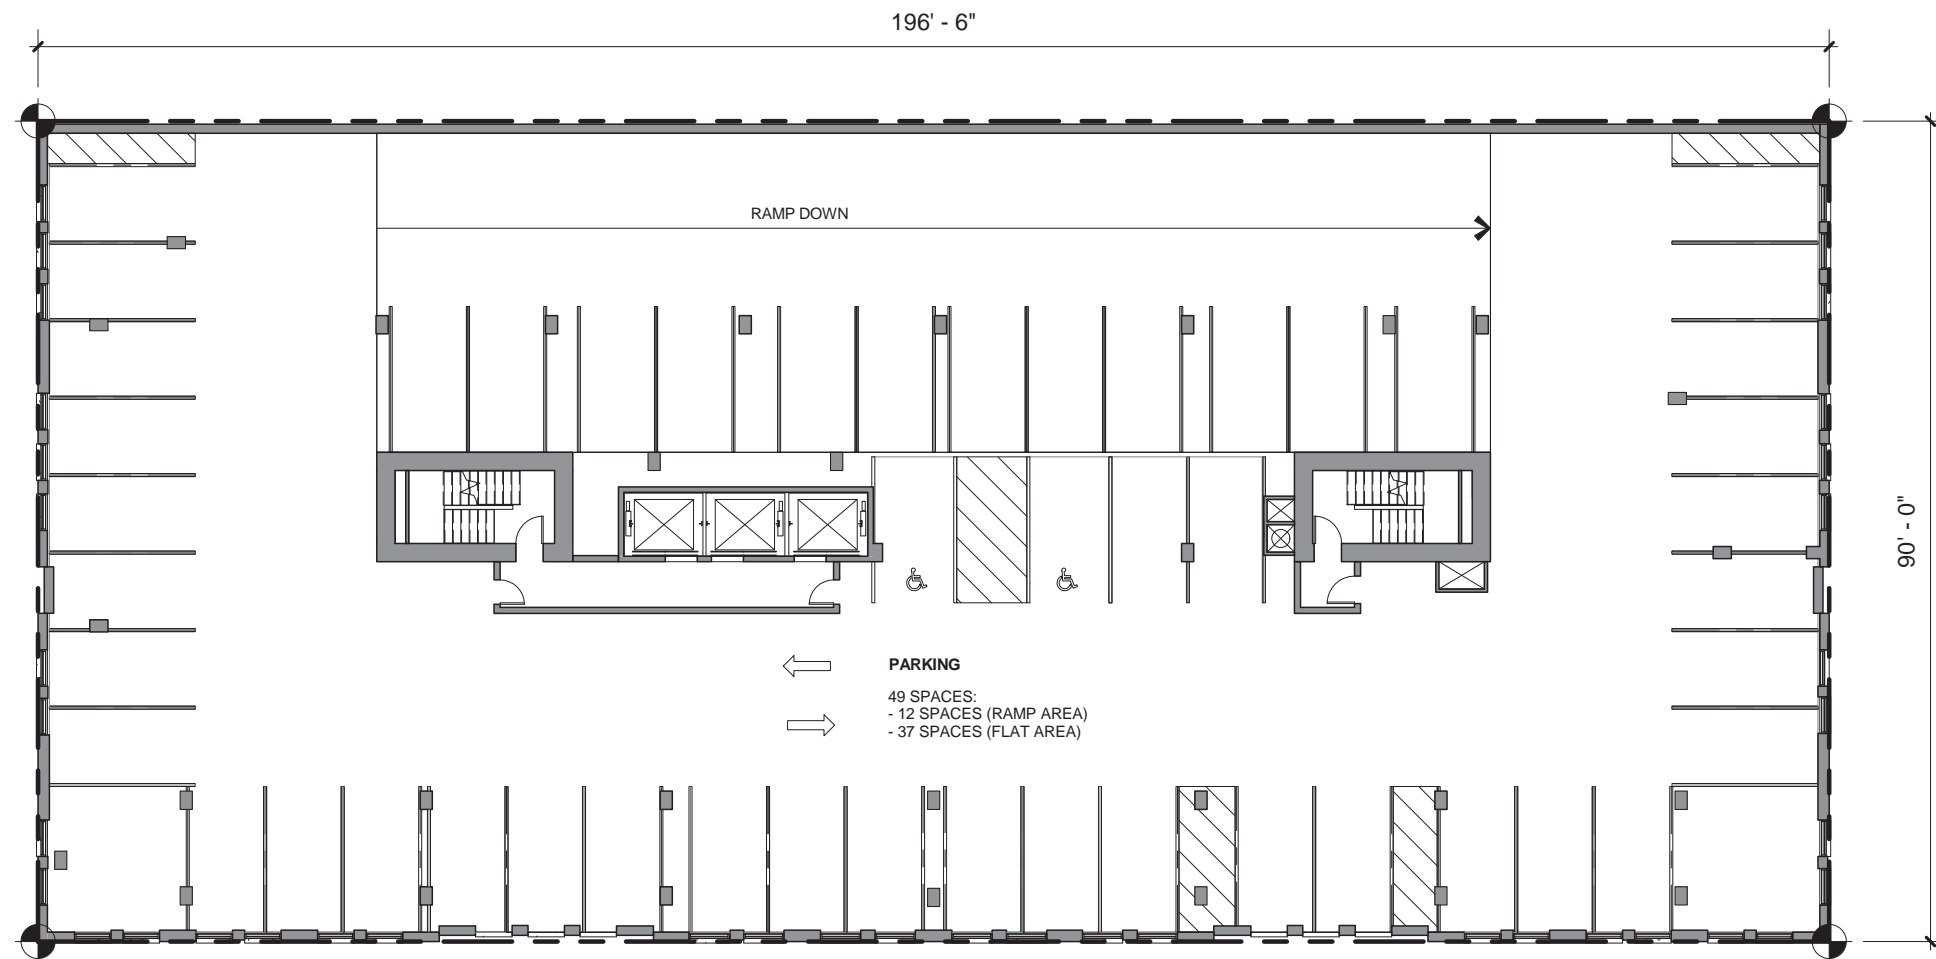 196' - 6"
RAMP DOWN
90' - 0"
PARKING
49 SPACES:
- 12 SPACES (RAMP AREA)
- 37 SPACES (FLAT AREA)